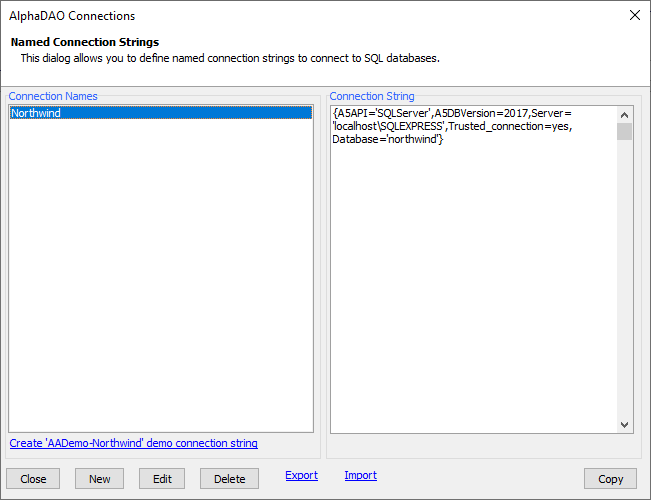 AlphaDAO Connections
Named Connection Strings
This dialog allows you to define named connection strings to connect to SQL databases.
Connection Names
Northwind
Connection String
{A5API='SQLServer',A5DBVersion=2017,Server=
'localhost\SQLEXPRESS',Trusted_connection=yes,
Database='northwind'}
Create 'AADemo-Northwind' demo connection string
Close
New
Edit
Delete
Export
Import
Copy